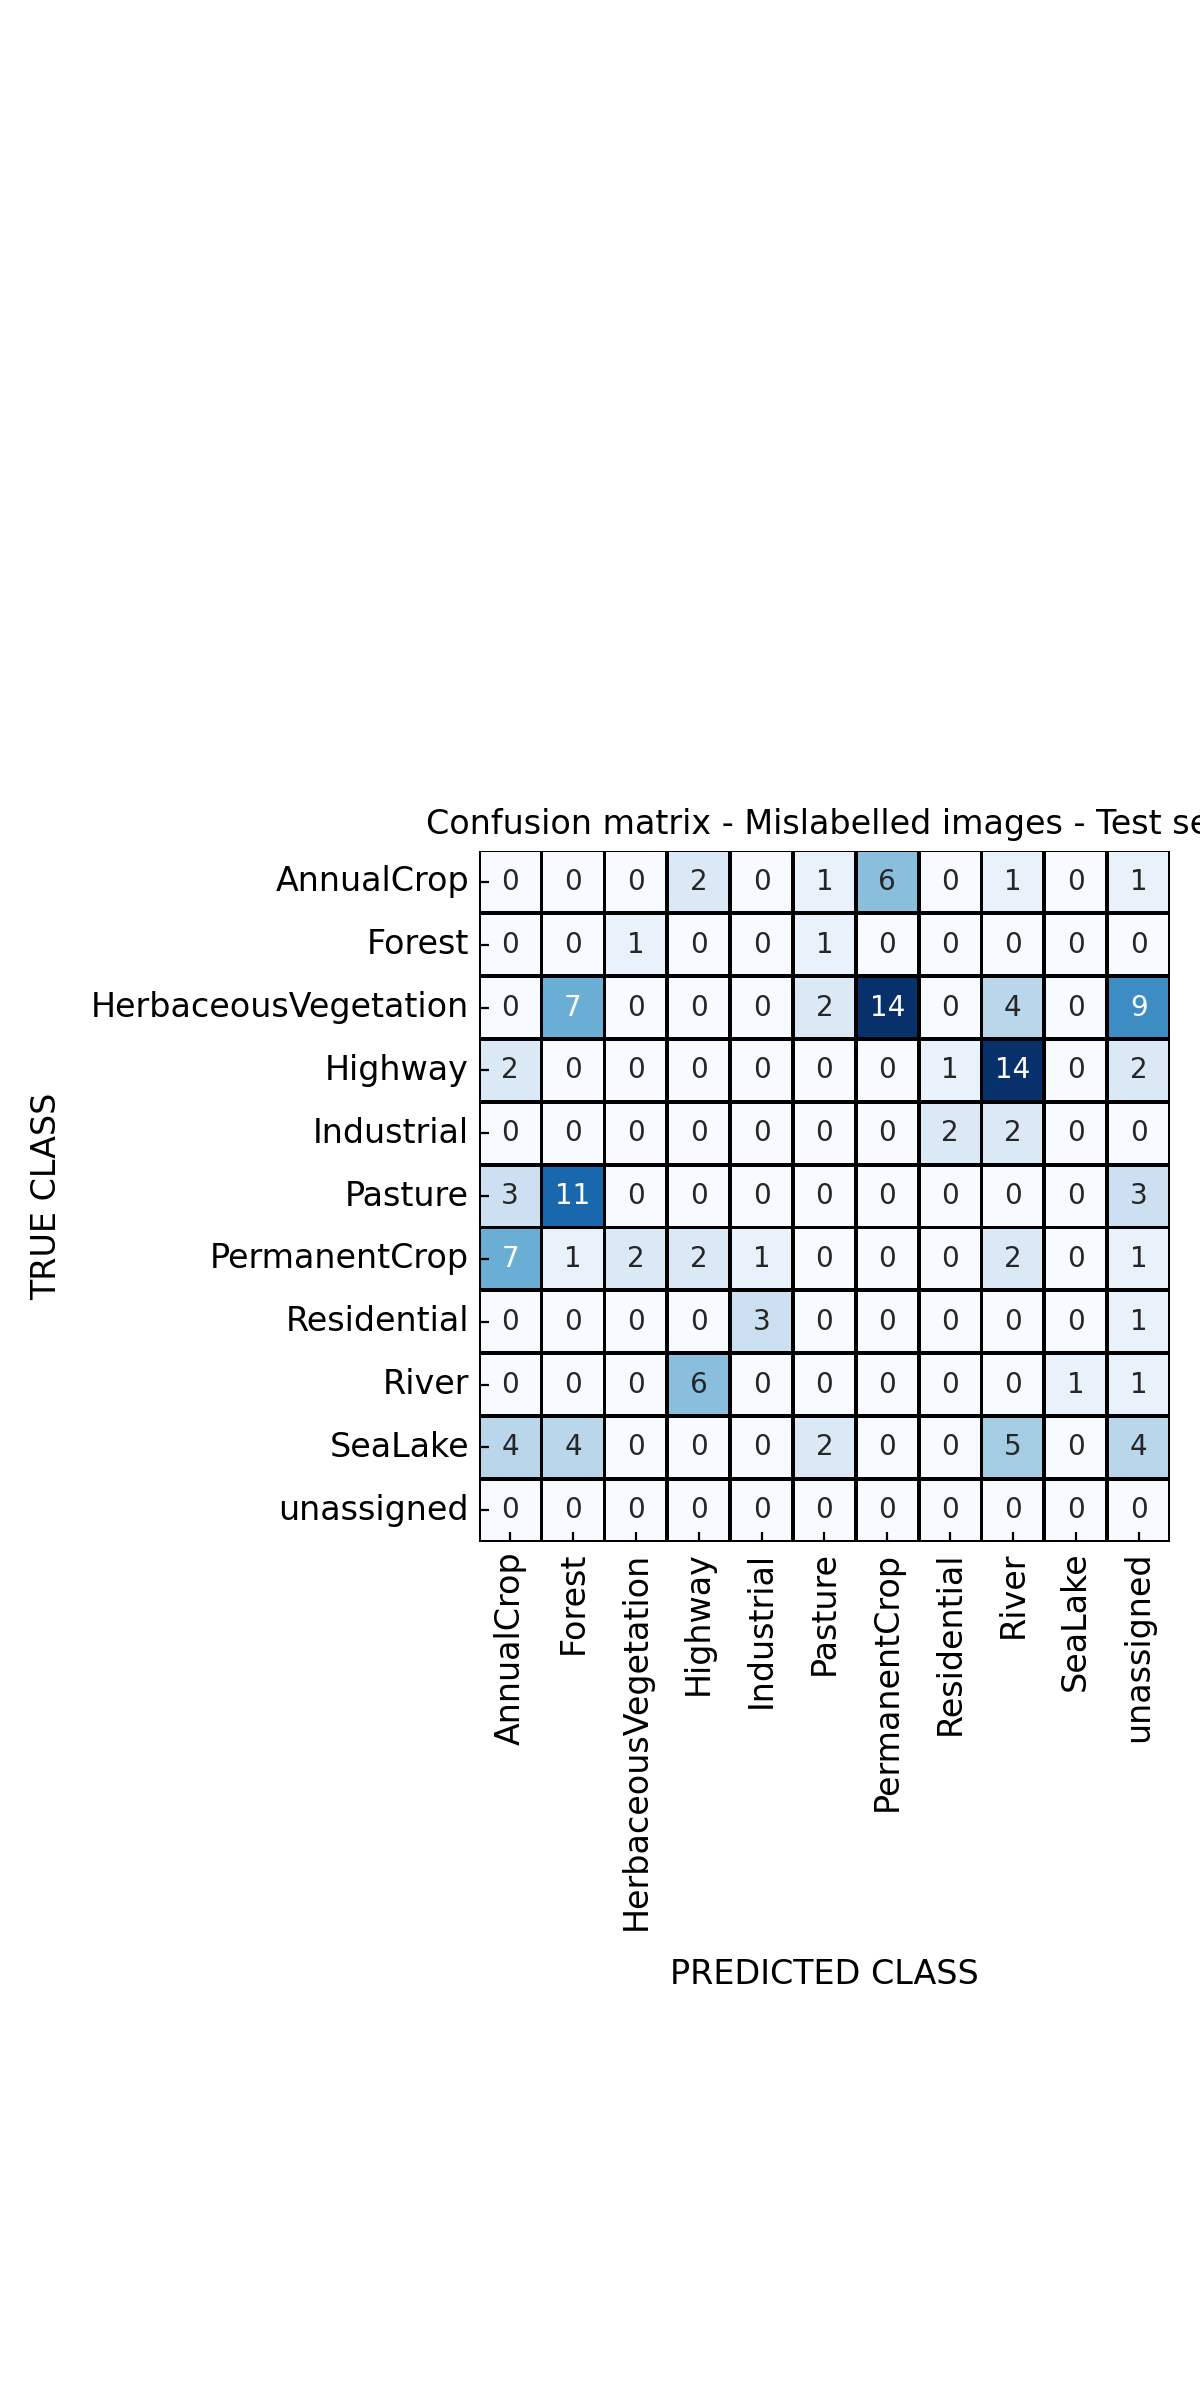 Confusion matrix - Mislabelled images - Test se
AnnualCrop 0 0 0 2 0 1 6 0 1 0 1
Forest 0 0 1 0 0 1 0 0 0 0 0
HerbaceousVegetation 0 7 0 0 0 2 14 0 4 0 9
Highway 2 0 0 0 0 0 0 1 14 0 2
Industrial 0 0 0 0 0 0 0 2 2 0 0
Pasture 3 11 0 0 0 0 0 0 0 0 3
PermanentCrop 7 1 2 2 1 0 0 0 2 0 1
Residential 0 0 0 0 3 0 0 0 0 0 1
River 0 0 0 6 0 0 0 0 0 1 1
SeaLake 4 4 0 0 0 2 0 0 5 0 4
unassigned 0 0 0 0 0 0 0 0 0 0 0
TRUE CLASS
AnnualCrop
Forest
HerbaceousVegetation
Highway
Industrial
Pasture
PermanentCrop
Residential
River
SeaLake
unassigned
PREDICTED CLASS